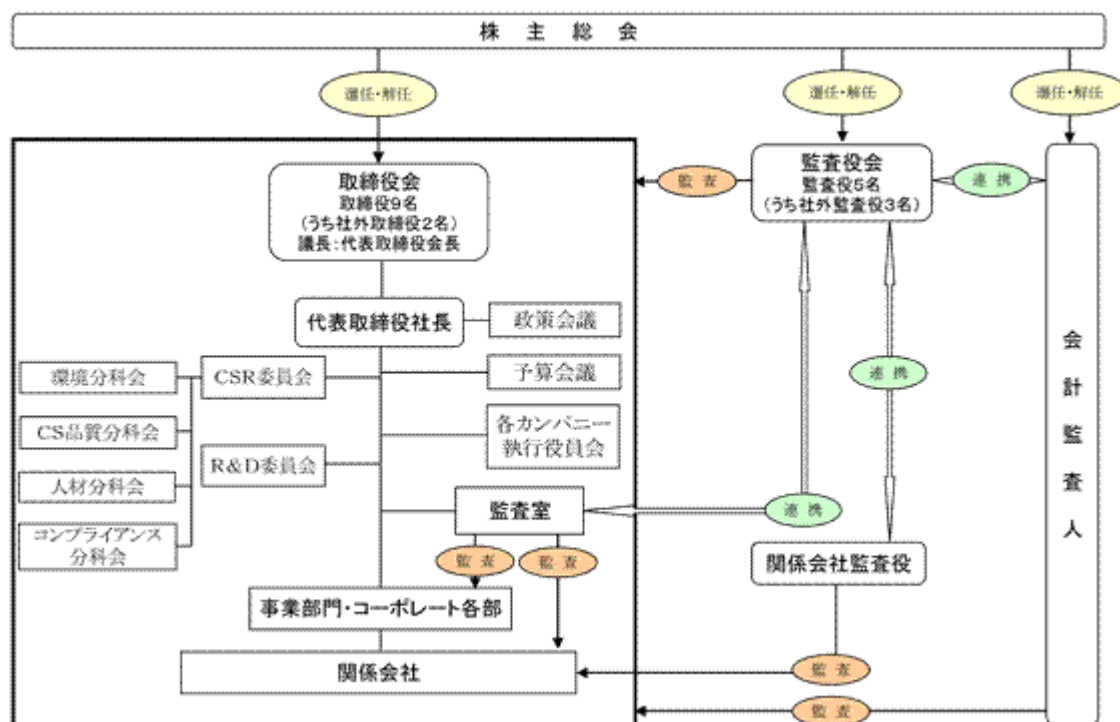 株主総会
選任・解任
選任・解任
選任・解任
取締役会
取締役9名
(うち社外取締役2名)
議長:代表取締役会長
監査
監査役会
監査役5名
(うち社外監査役3名)
連携
会計監査人
代表取締役社長
政策会議
環境分科会
CSR委員会
予算会議
連携
CS品質分科会
各カンパニー
執行役員会
R&D委員会
人材分科会
監査室
連携
コンプライアンス
分科会
監査
監査
関係会社監査役
事業部門・コーポレート各部
関係会社
監査
監査